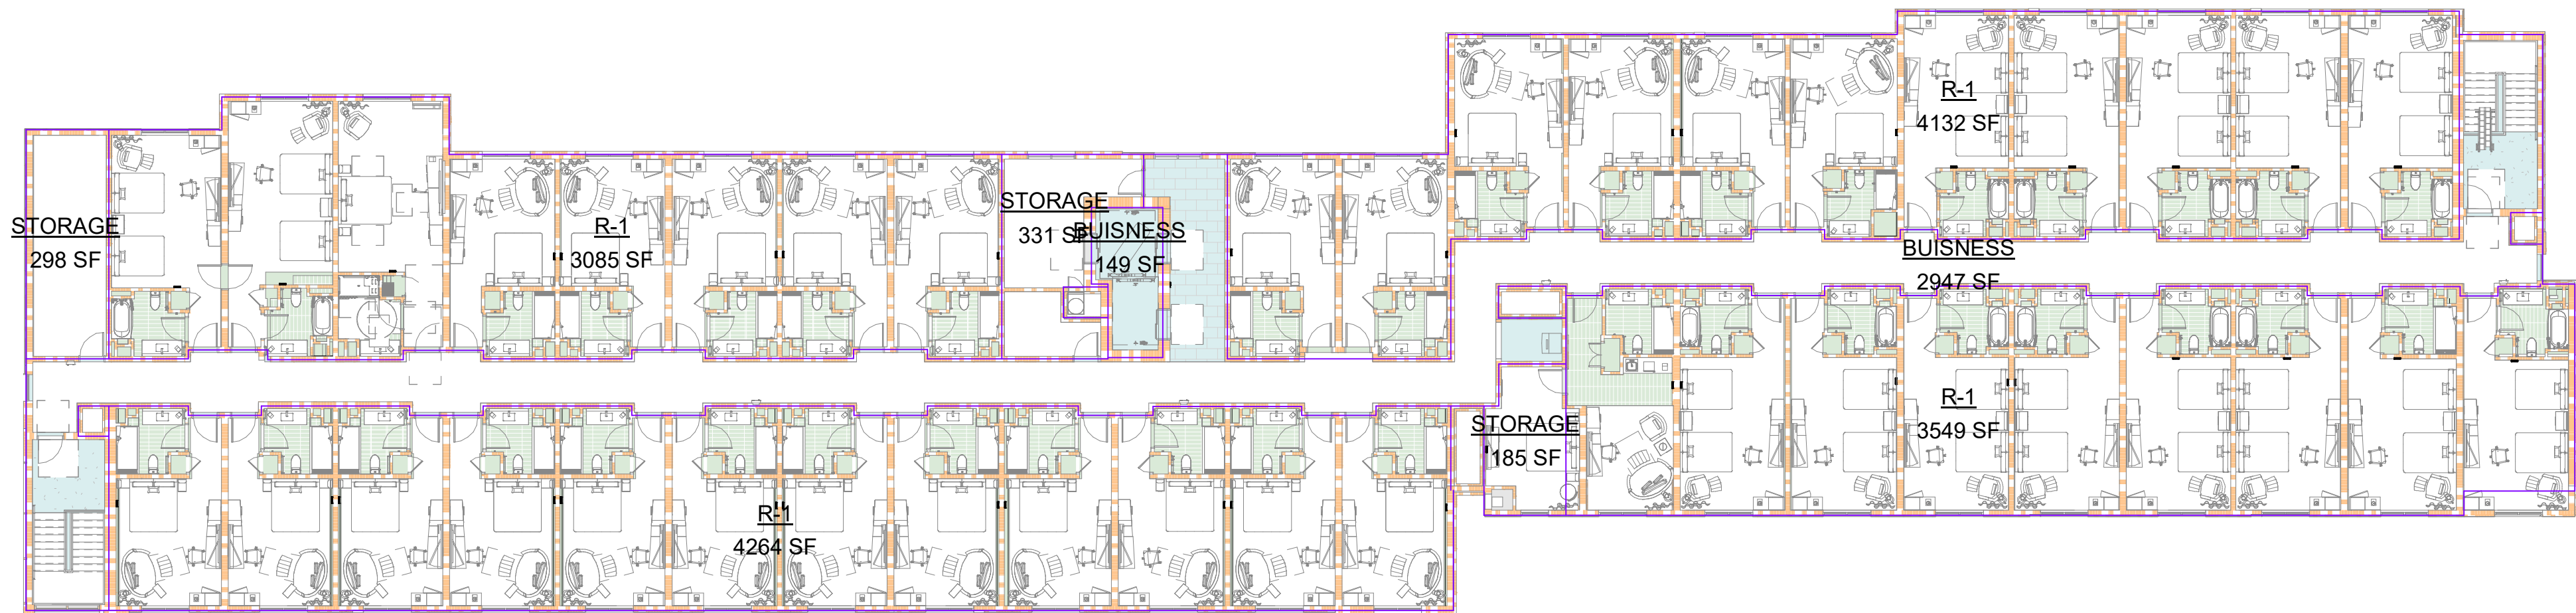 R-1
4132 SF
STORAGE
298 SF
R-1
3085 SF
STORAGE
331 SF
BUISNESS
149 SF
BUISNESS
2947 SF
R-1
3549 SF
STORAGE
185 SF
R-1
4264 SF